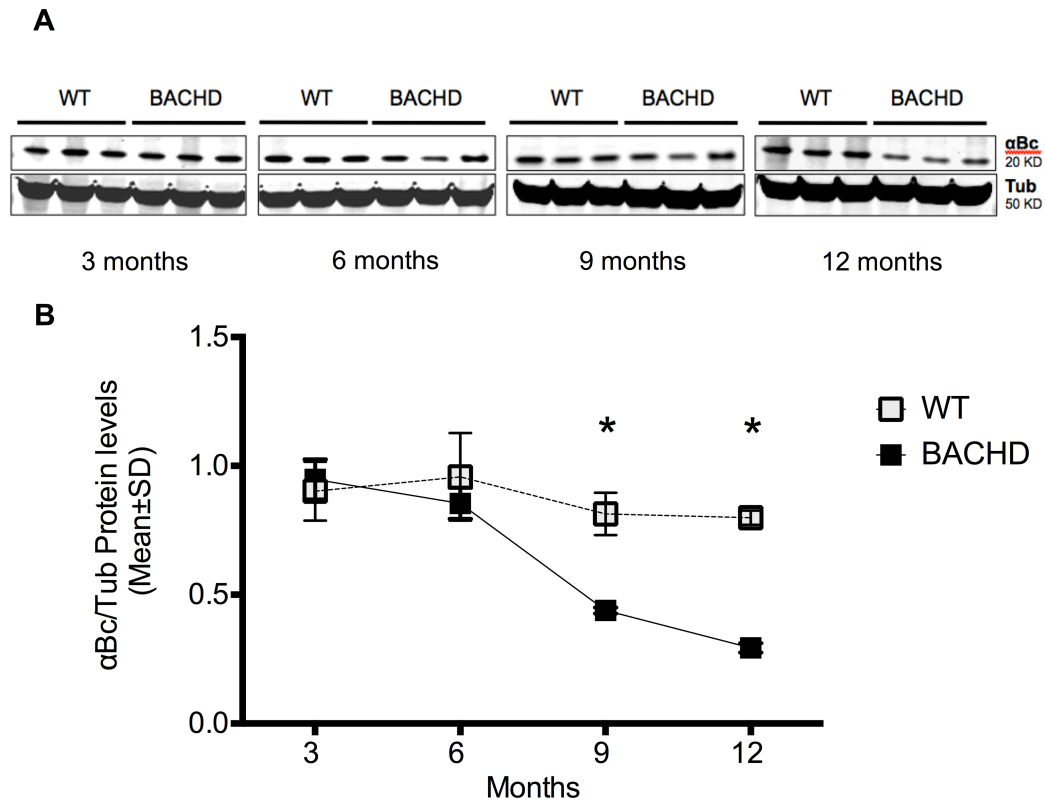 A
WT BACHD WT BACHD WT BACHD WT BACHD
αBc
20 KD
Tub
50 KD
3 months 6 months 9 months 12 months
B
1.5
1.0
0.5
0.0
αBc/Tub Protein levels
(Mean±SD)
* *
WT
BACHD
3 6 9 12
Months